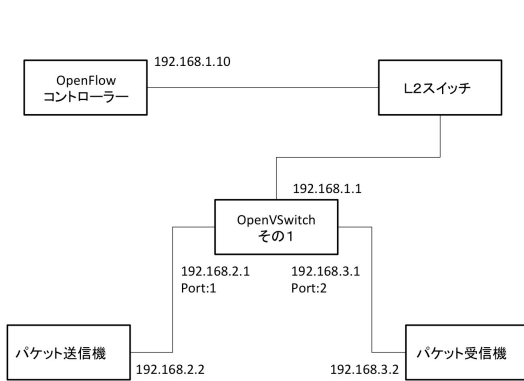 192.168.1.10
OpenFlow
コントローラー
L2スイッチ
192.168.1.1
OpenVSwitch
その1
192.168.2.1
Port:1
192.168.3.1
Port:2
パケット送信機
192.168.2.2
パケット受信機
192.168.3.2